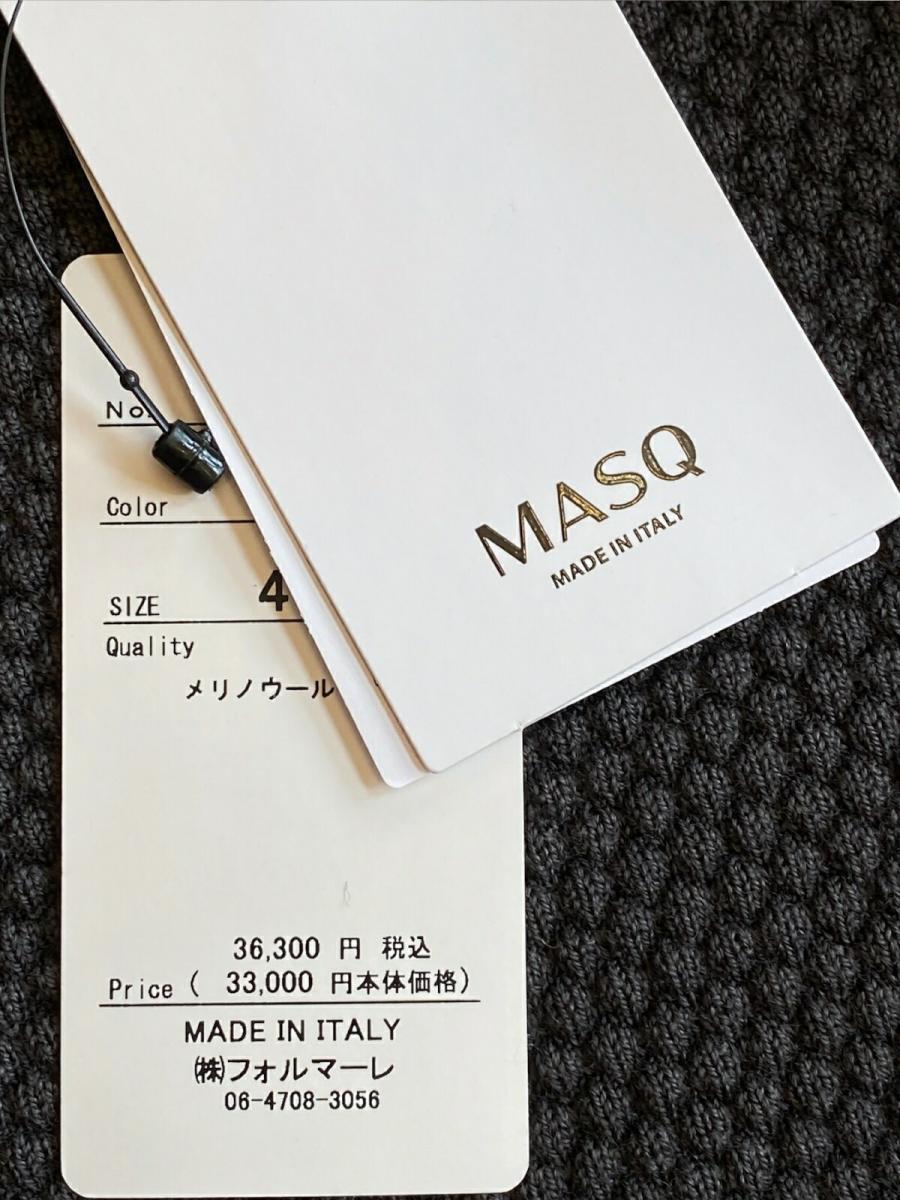 MASQ
MADE IN ITALY
No.
Color
SIZE 4
Quality
メリノウール
36,300 円 税込
Price ( 33,000 円本体価格)
MADE IN ITALY
㈱フォルマーレ
06-4708-3056